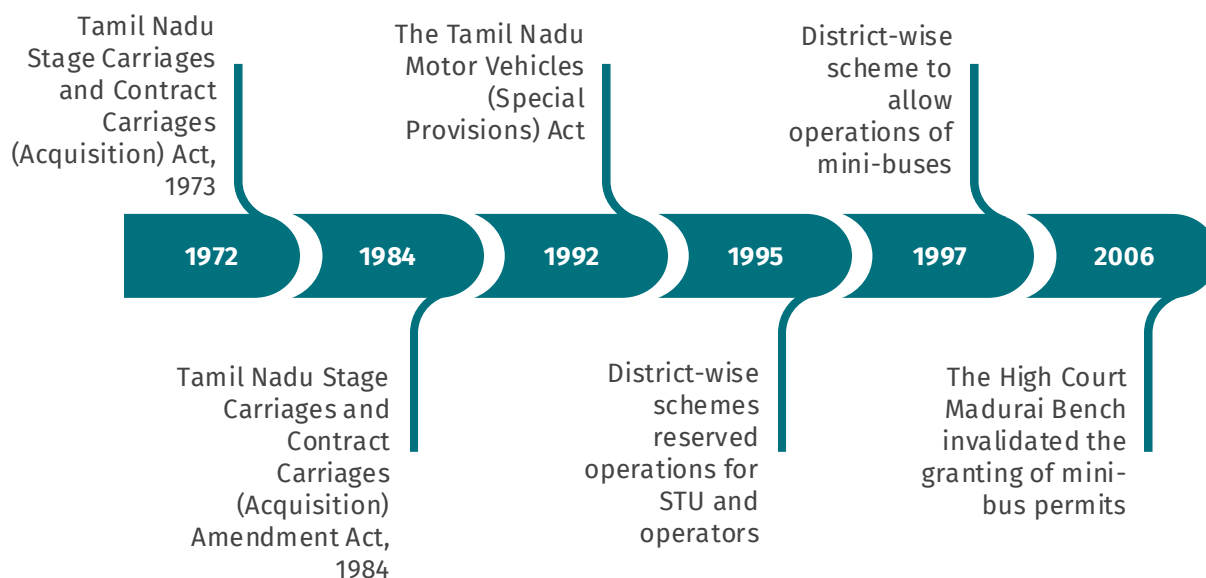 Tamil Nadu
Stage Carriages
and Contract
Carriages
(Acquisition) Act,
1973
The Tamil Nadu
Motor Vehicles
(Special
Provisions) Act
District-wise
scheme to
allow
operations of
mini-buses
1972
1984
1992
1995
1997
2006
Tamil Nadu Stage
Carriages and
Contract
Carriages
(Acquisition)
Amendment Act,
1984
District-wise
schemes
reserved
operations for
STU and
operators
The High Court
Madurai Bench
invalidated the
granting of mini-
bus permits